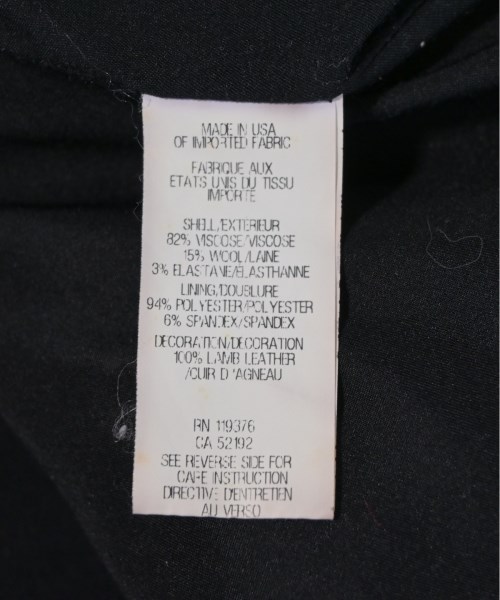 MADE IN USA
OF IMPORTED FABRIC
FABRIQUE AUX
ETATS UNIS DU TISSU
IMPORTE
SHELL/EXTERIEUR
82% VISCOSE/VISCOSE
15% WOOL/LAINE
3% ELASTANE/ELASTHANNE
LINING/DOUBLURE
94% POLYESTER/POLYESTER
6% SPANDEX/SPANDEX
DECORATION/DECORATION
100% LAMB LEATHER
/CUIR D 'AGNEAU
RN 119376
CA 52192
SEE REVERSE SIDE FOR
CARE INSTRUCTION
DIRECTIVE D'ENTRETIEN
AU VERSO